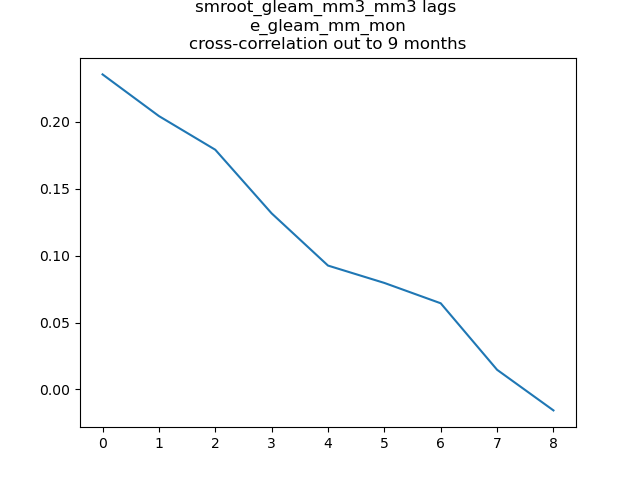 smroot_gleam_mm3_mm3 lags
e_gleam_mm_mon
cross-correlation out to 9 months
0.20
0.15
0.10
0.05
0.00
0 1 2 3 4 5 6 7 8